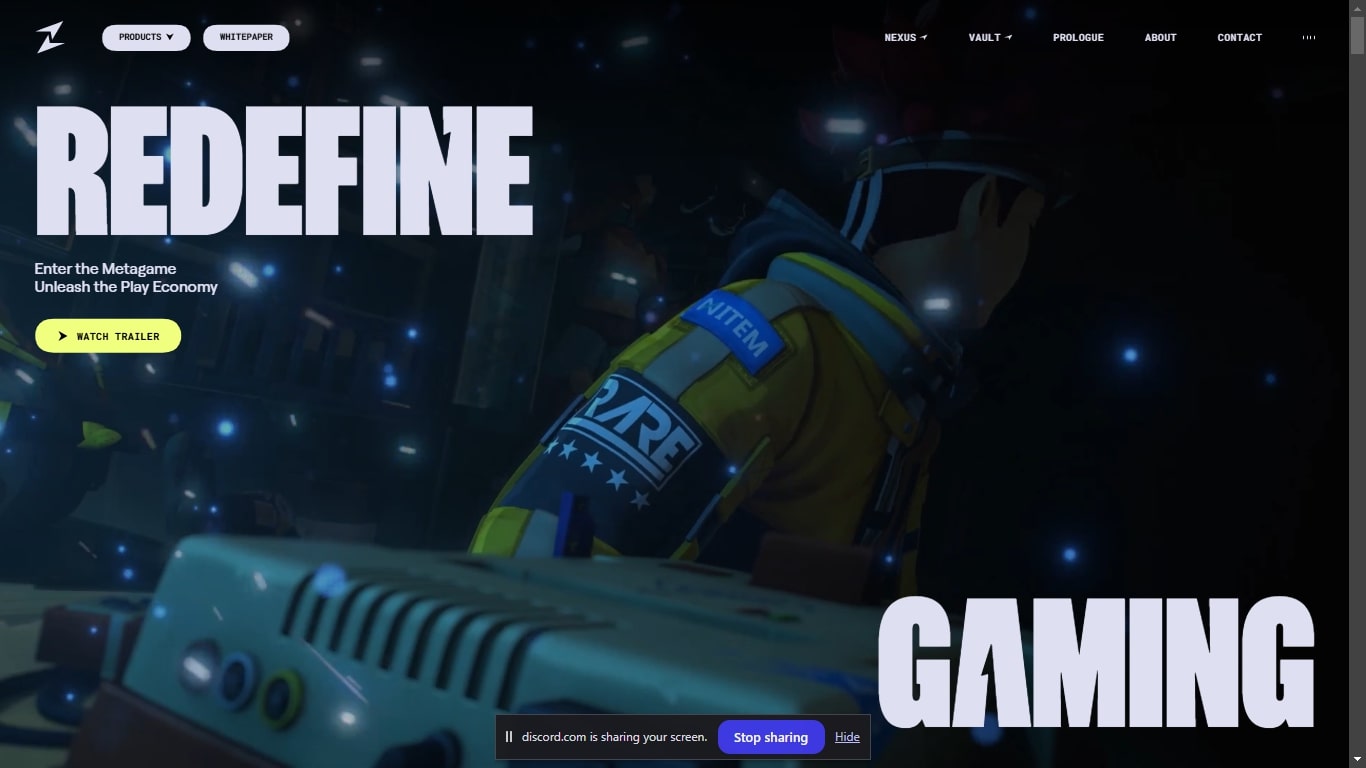 PRODUCTS
WHITEPAPER
NEXUS
VAULT
PROLOGUE
ABOUT
CONTACT
REDEFINE
Enter the Metagame
Unleash the Play Economy
WATCH TRAILER
NITEM
RARE
GAMING
discord.com is sharing your screen.
Stop sharing
Hide